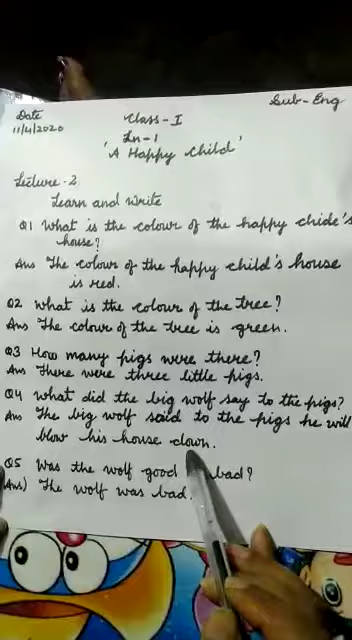 Sub-Eng
Date
11/4/2020
Class-I
Ln-1
'A Happy Child'
Lecture-2
Learn and write
Q1 What is the colour of the happy chide's
house?
Ans The colour of the happy child's house
is red.
Q2 What is the colour of the tree?
Ans The colour of the tree is green.
Q3 How many pigs were there?
Ans There were three little pigs.
Q4 What did the big wolf say to the pigs?
Ans The big wolf said to the pigs he will
blow his house down.
Q5 Was the wolf good bad?
Ans) The wolf was bad.